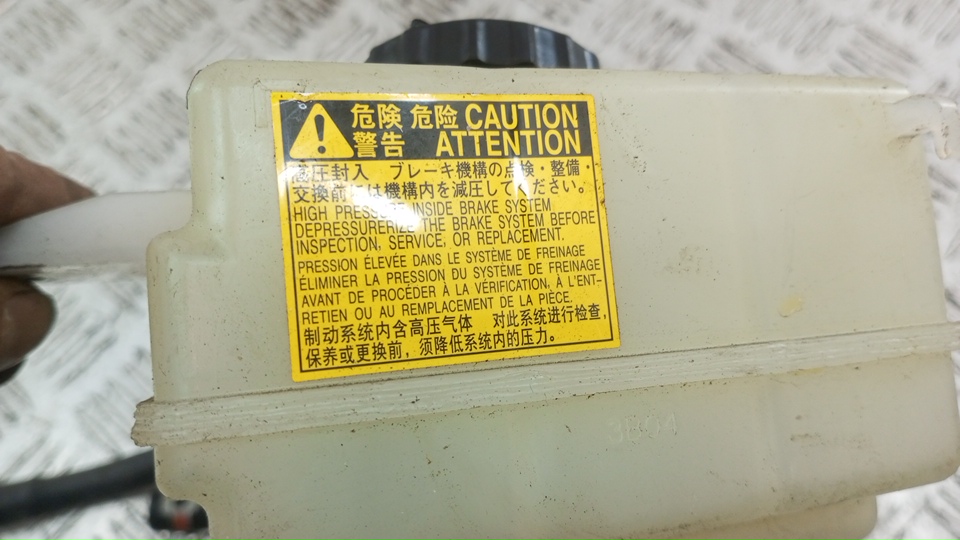 危険 危险 CAUTION
警告 ATTENTION
液圧封入 ブレーキ機構の点検・整備・
交換前には機構内を減圧してください。
HIGH PRESSURE INSIDE BRAKE SYSTEM
DEPRESSURERIZE THE BRAKE SYSTEM BEFORE
INSPECTION, SERVICE, OR REPLACEMENT.
PRESSION ÉLEVÉE DANS LE SYSTÈME DE FREINAGE
ÉLIMINER LA PRESSION DU SYSTÈME DE FREINAGE
AVANT DE PROCÉDER À LA VÉRIFICATION, À L'ENT-
RETIEN OU AU REMPLACEMENT DE LA PIÈCE.
制动系统内含高压气体 对此系统进行检查,
保养或更换前, 须降低系统内的压力。
3B04